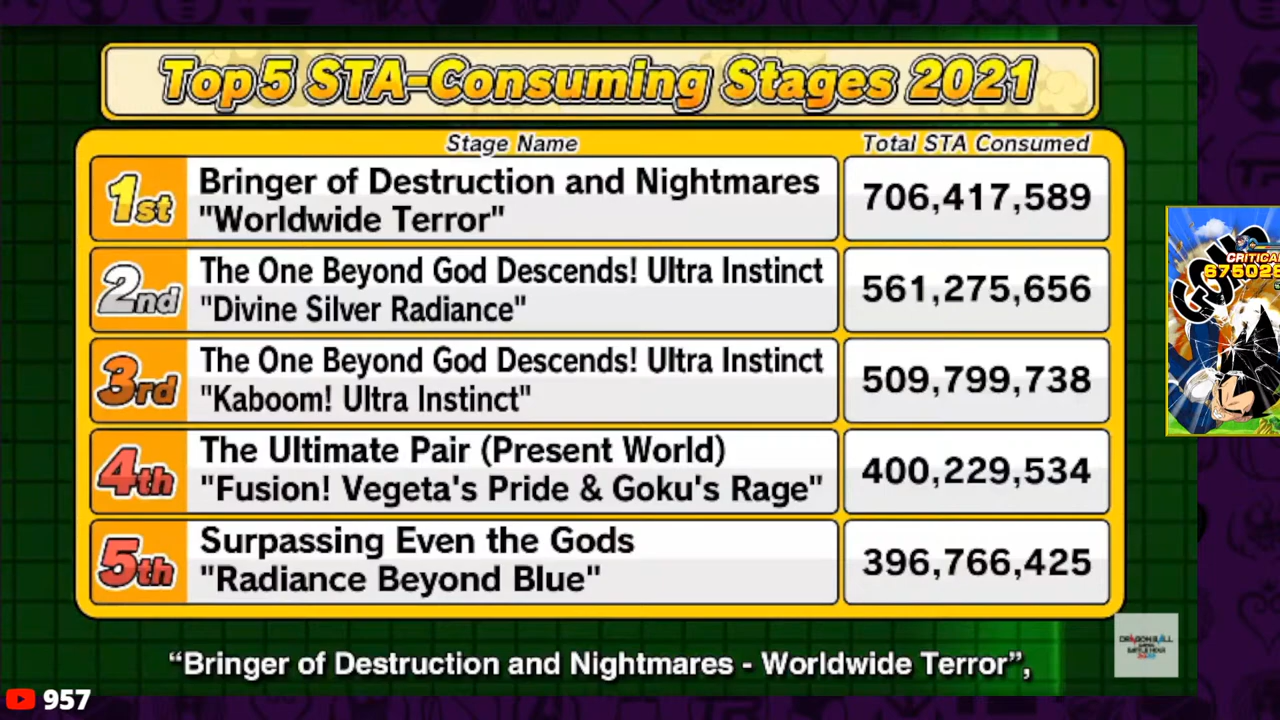 Top 5 STA-Consuming Stages 2021
Stage Name
Total STA Consumed
1st
Bringer of Destruction and Nightmares
"Worldwide Terror"
706,417,589
2nd
The One Beyond God Descends! Ultra Instinct
"Divine Silver Radiance"
561,275,656
3rd
The One Beyond God Descends! Ultra Instinct
"Kaboom! Ultra Instinct"
509,799,738
4th
The Ultimate Pair (Present World)
"Fusion! Vegeta's Pride & Goku's Rage"
400,229,534
5th
Surpassing Even the Gods
"Radiance Beyond Blue"
396,766,425
“Bringer of Destruction and Nightmares - Worldwide Terror”,
DRAGON BALL
957